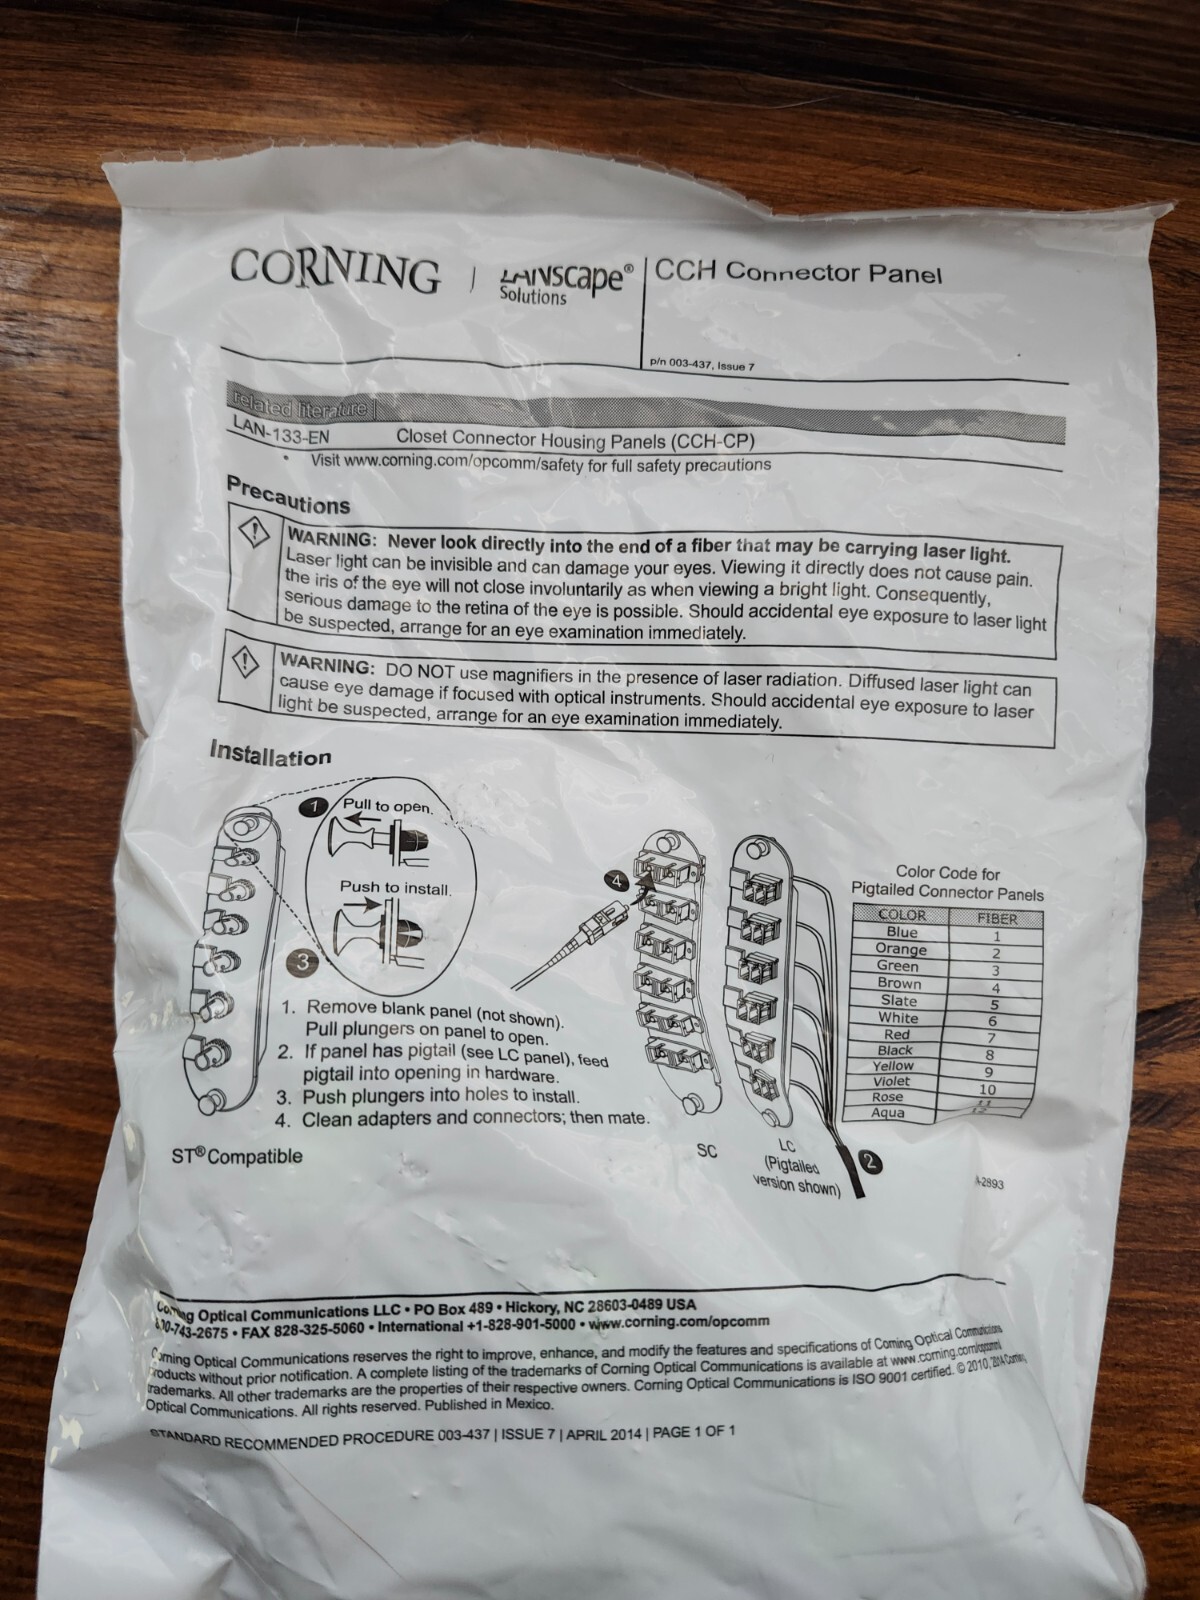 CORNING | LANscape®
Solutions
CCH Connector Panel
p/n 003-437, Issue 7
related literature |
LAN-133-EN Closet Connector Housing Panels (CCH-CP)
• Visit www.corning.com/opcomm/safety for full safety precautions
Precautions
WARNING: Never look directly into the end of a fiber that may be carrying laser light.
Laser light can be invisible and can damage your eyes. Viewing it directly does not cause pain.
the iris of the eye will not close involuntarily as when viewing a bright light. Consequently,
serious damage to the retina of the eye is possible. Should accidental eye exposure to laser light
be suspected, arrange for an eye examination immediately.
WARNING: DO NOT use magnifiers in the presence of laser radiation. Diffused laser light can
cause eye damage if focused with optical instruments. Should accidental eye exposure to laser
light be suspected, arrange for an eye examination immediately.
Installation
1 Pull to open.
Push to install.
3
4
1. Remove blank panel (not shown).
Pull plungers on panel to open.
2. If panel has pigtail (see LC panel), feed
pigtail into opening in hardware.
3. Push plungers into holes to install.
4. Clean adapters and connectors; then mate.
ST® Compatible
SC
LC
(Pigtailed
version shown)
2
Color Code for
Pigtailed Connector Panels
COLOR FIBER
Blue 1
Orange 2
Green 3
Brown 4
Slate 5
White 6
Red 7
Black 8
Yellow 9
Violet 10
Rose 11
Aqua 12
-2893
Corning Optical Communications LLC • PO Box 489 • Hickory, NC 28603-0489 USA
00-743-2675 • FAX 828-325-5060 • International +1-828-901-5000 • www.corning.com/opcomm
Corning Optical Communications reserves the right to improve, enhance, and modify the features and specifications of Corning Optical Communications
roducts without prior notification. A complete listing of the trademarks of Corning Optical Communications is available at www.corning.com/opcomm/
trademarks. All other trademarks are the properties of their respective owners. Corning Optical Communications is ISO 9001 certified. © 2010, 2014 Corning
Optical Communications. All rights reserved. Published in Mexico.
STANDARD RECOMMENDED PROCEDURE 003-437 | ISSUE 7 | APRIL 2014 | PAGE 1 OF 1